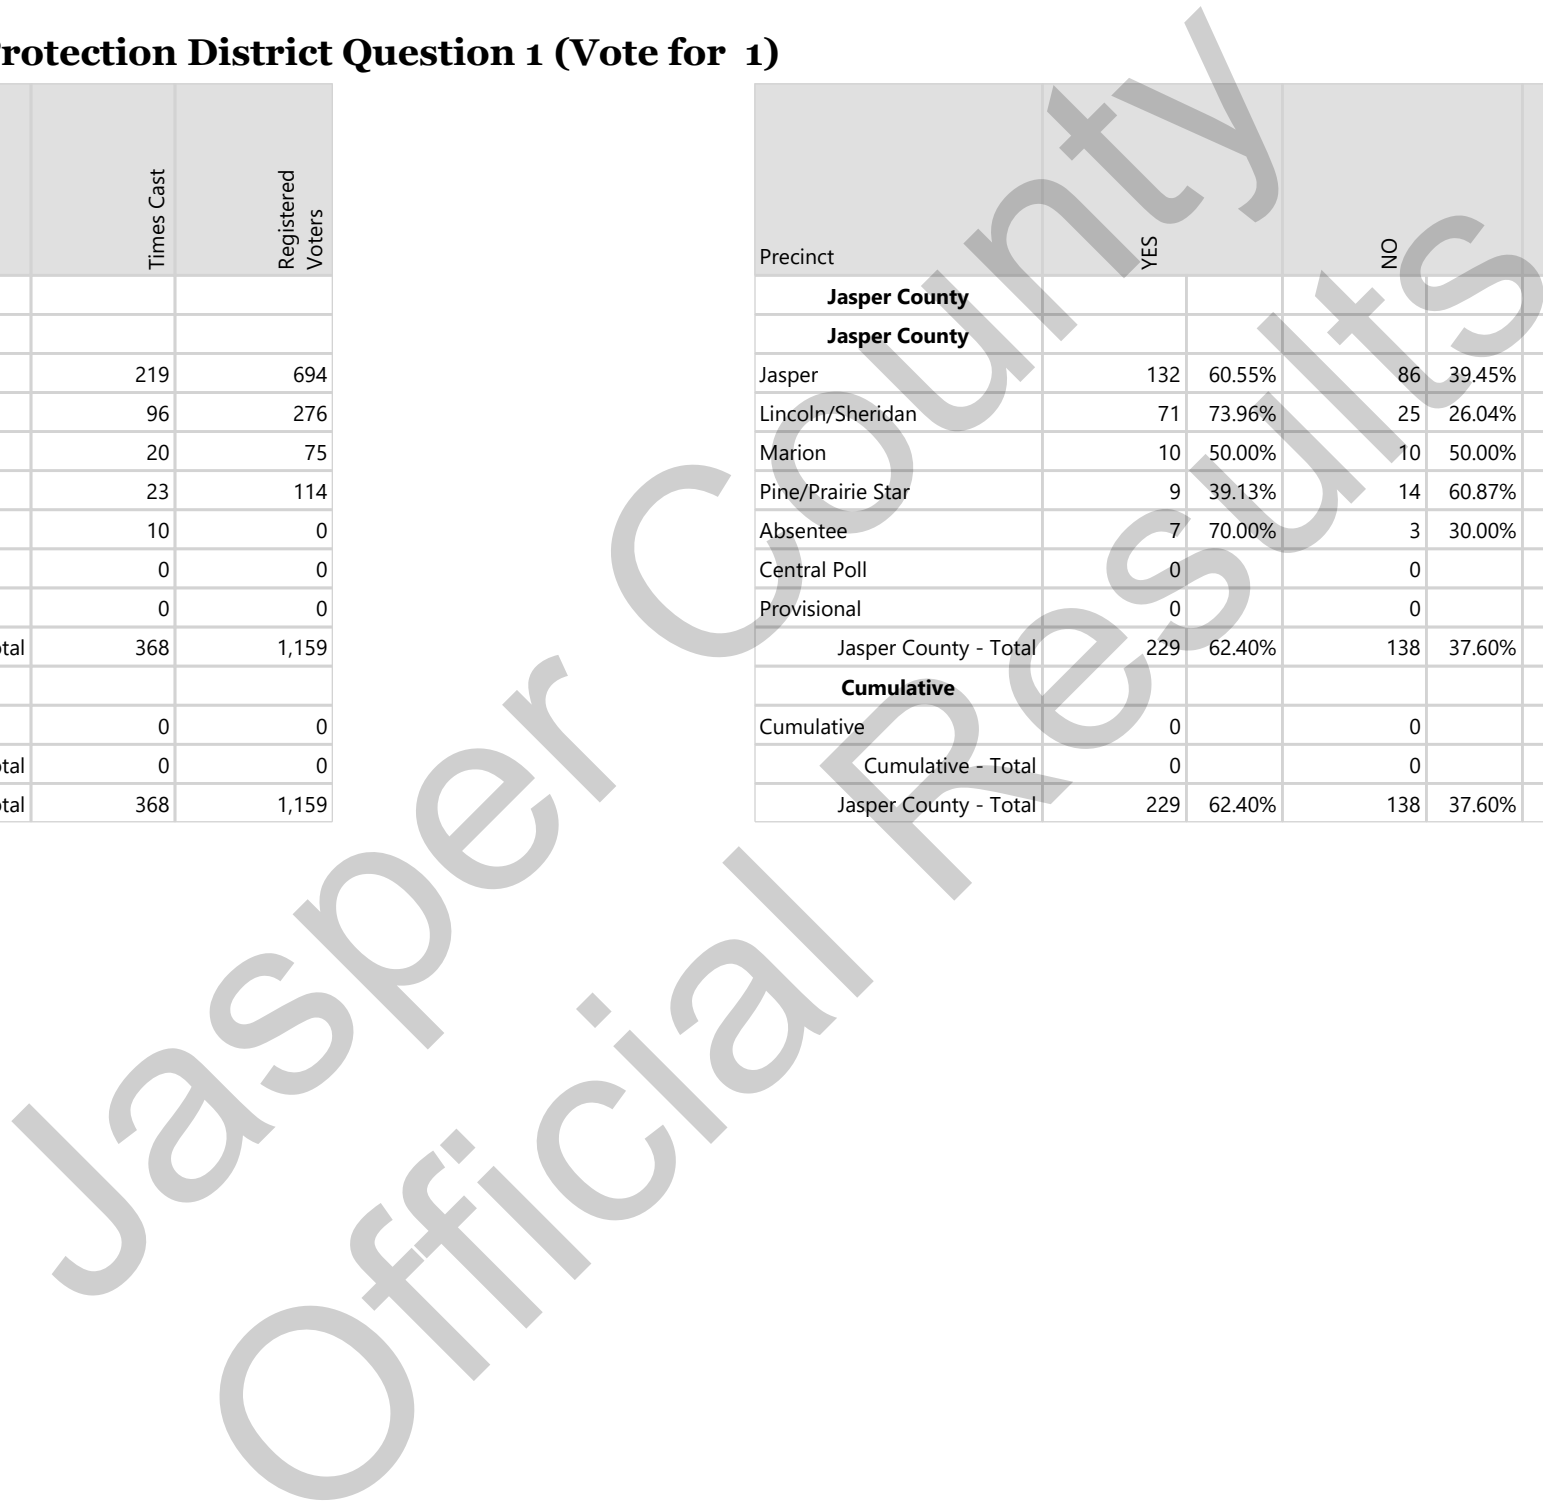 rotection District Question 1 (Vote for 1)
Times Cast Registered Voters
219 694
96 276
20 75
23 114
10 0
0 0
0 0
tal 368 1,159
0 0
tal 0 0
tal 368 1,159
Precinct YES NO
Jasper County
Jasper County
Jasper 132 60.55% 86 39.45%
Lincoln/Sheridan 71 73.96% 25 26.04%
Marion 10 50.00% 10 50.00%
Pine/Prairie Star 9 39.13% 14 60.87%
Absentee 7 70.00% 3 30.00%
Central Poll 0 0
Provisional 0 0
Jasper County - Total 229 62.40% 138 37.60%
Cumulative
Cumulative 0 0
Cumulative - Total 0 0
Jasper County - Total 229 62.40% 138 37.60%
Jasper County
Official Results